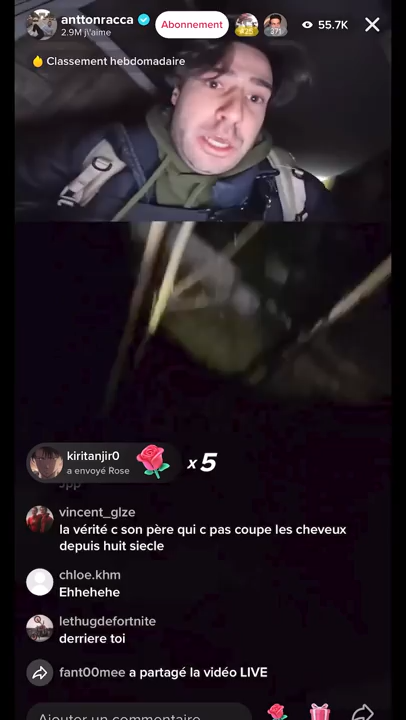 anttonracca
2.9M j\'aime
Abonnement
55.7K
Classement hebdomadaire
kiritanjir0
a envoyé Rose
x5
vincent_glze
la vérité c son père qui c pas coupe les cheveux
depuis huit siecle
chloe.khm
Ehhehehe
lethugdefortnite
derriere toi
fant00mee a partagé la vidéo LIVE
Ajouter un commentaire